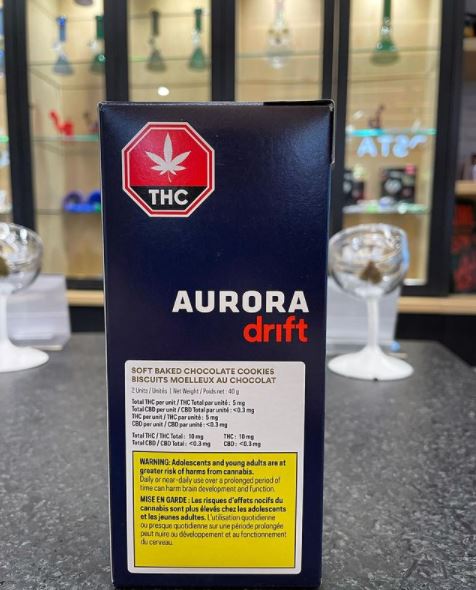 THC
AURORA
drift
SOFT BAKED CHOCOLATE COOKIES
BISCUITS MOELLEUX AU CHOCOLAT
2 Units / Unités | Net Weight / Poids net : 40 g
Total THC per unit / THC Total par unité : 5 mg
Total CBD per unit / CBD Total par unité : <0.3 mg
THC per unit / THC par unité : 5 mg
CBD per unit / CBD par unité : <0.3 mg
Total THC / THC Total : 10 mg THC : 10 mg
Total CBD / CBD Total : <0.3 mg CBD : <0.3 mg
WARNING: Adolescents and young adults are at
greater risk of harms from cannabis.
Daily or near-daily use over a prolonged period of
time can harm brain development and function.
MISE EN GARDE : Les risques d'effets nocifs du
cannabis sont plus élevés chez les adolescents
et les jeunes adultes. L'utilisation quotidienne
ou presque quotidienne sur une période prolongée
peut nuire au développement et au fonctionnement
du cerveau.